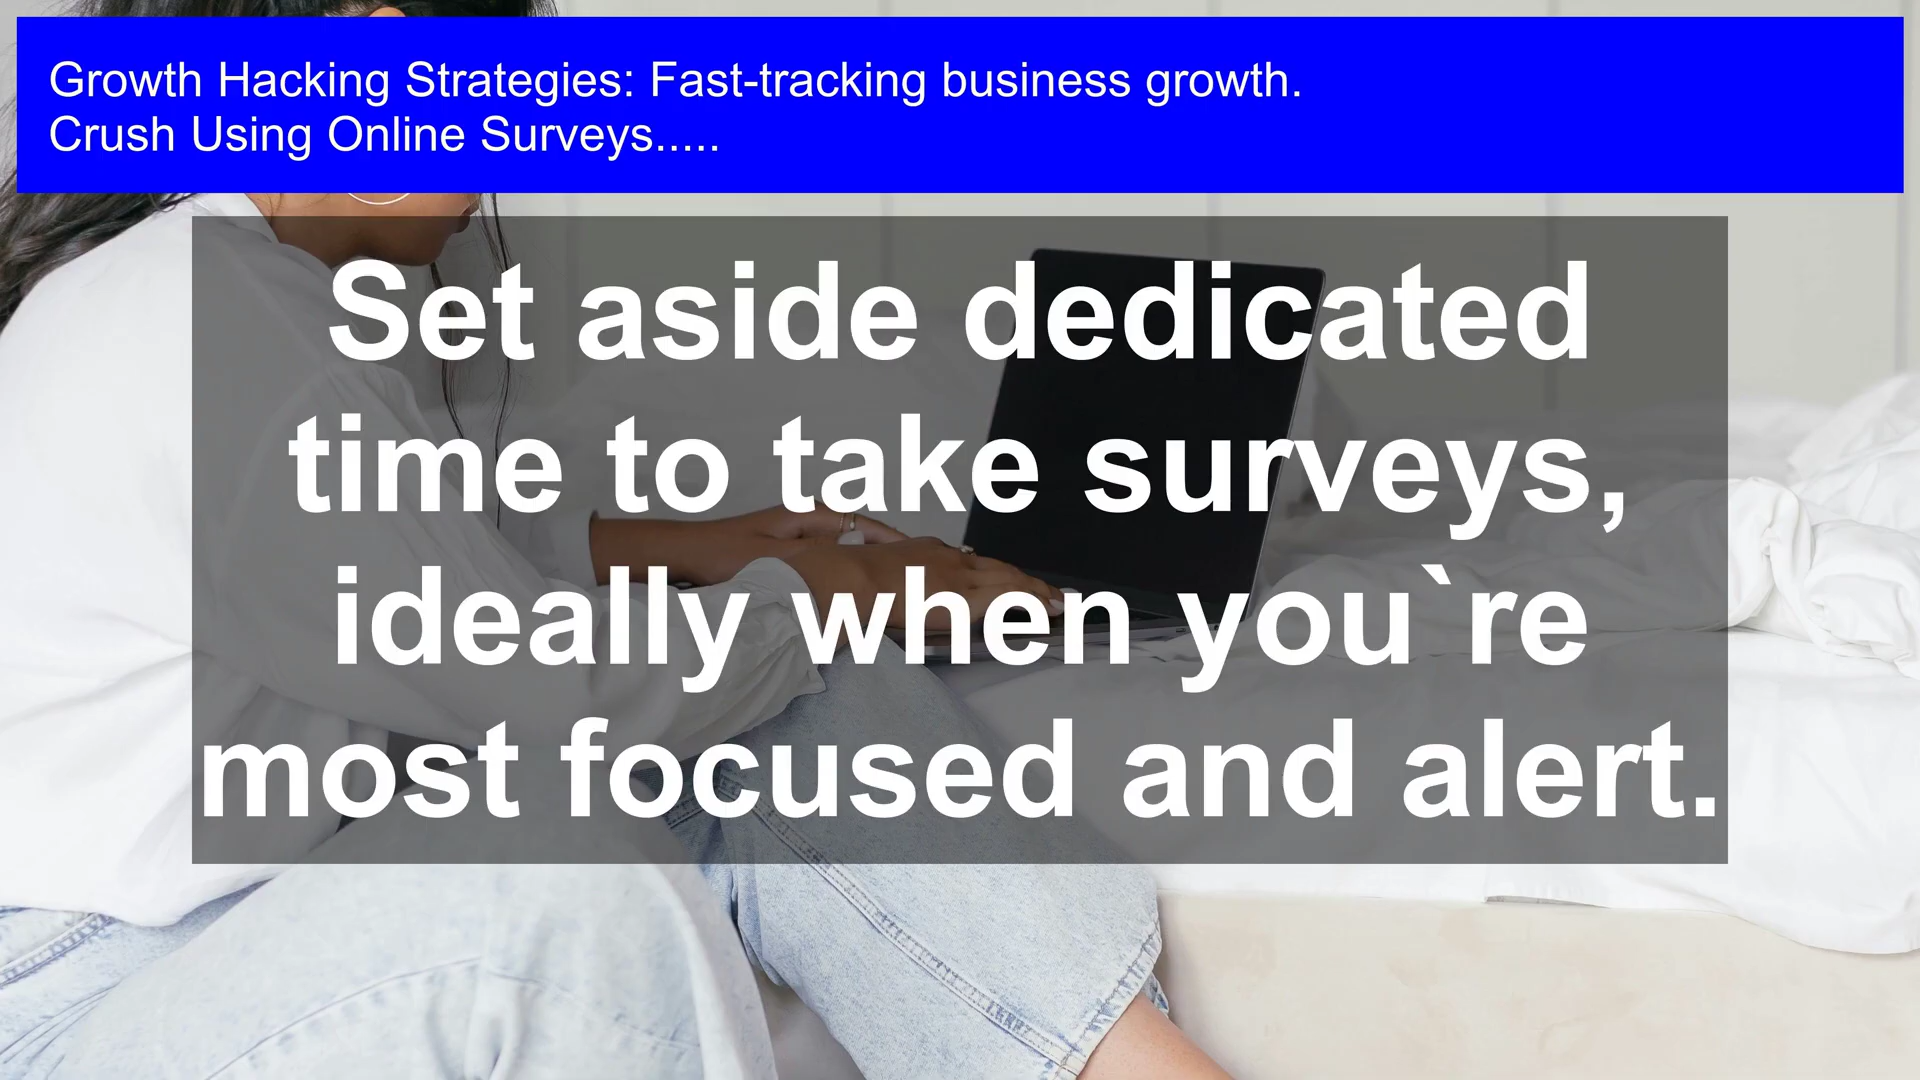 Growth Hacking Strategies: Fast-tracking business growth.
Crush Using Online Surveys.....
Set aside dedicated
time to take surveys,
ideally when you`re
most focused and alert.